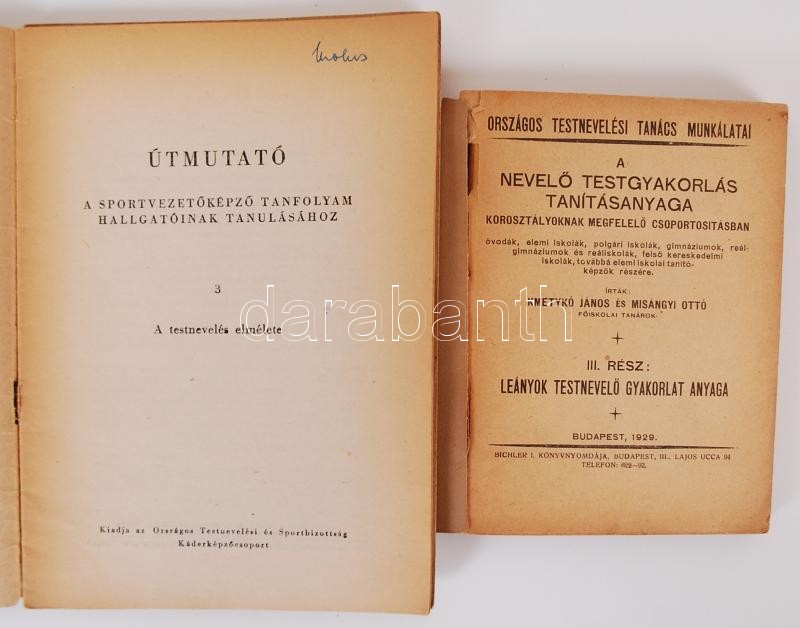 ÚTMUTATÓ
A SPORTVEZETŐKÉPZŐ TANFOLYAM
HALLGATÓINAK TANULÁSÁHOZ
3
A testnevelés elmélete
Kiadja az Országos Testnevelési és Sportbizottság
Káderképzőcsoport
ORSZÁGOS TESTNEVELÉSI TANÁCS MUNKÁLATAI
A
NEVELŐ TESTGYAKORLÁS
TANÍTÁSANYAGA
KOROSZTÁLYOKNAK MEGFELELŐ CSOPORTOSITÁSBAN
óvodák, elemi iskolák, polgári iskolák, gimnáziumok, reál-
gimnáziumok és reáliskolák, felső kereskedelmi
iskolák, továbbá elemi iskolai tanitó-
képzők részére.
IRTÁK:
KMETYKÓ JÁNOS ÉS MISÁNGYI OTTÓ
FŐISKOLAI TANÁROK
III. RÉSZ:
LEÁNYOK TESTNEVELŐ GYAKORLAT ANYAGA
BUDAPEST, 1929.
BICHLER I. KÖNYVNYOMDÁJA, BUDAPEST, III., LAJOS UCCA 94
TELEFON: 622—92.
darabanth